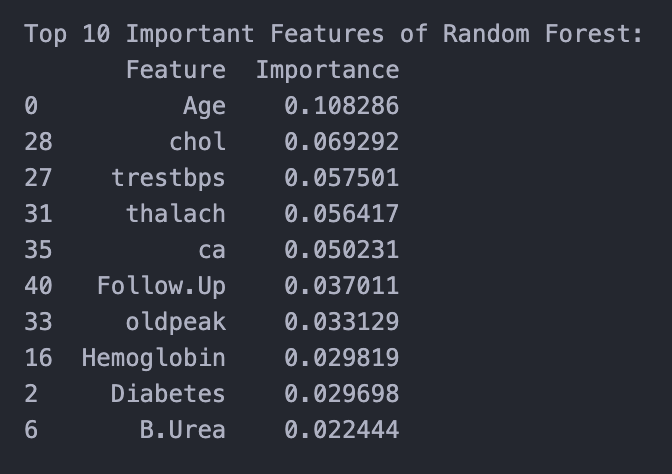 Top 10 Important Features of Random Forest:
Feature Importance
0 Age 0.108286
28 chol 0.069292
27 trestbps 0.057501
31 thalach 0.056417
35 ca 0.050231
40 Follow.Up 0.037011
33 oldpeak 0.033129
16 Hemoglobin 0.029819
2 Diabetes 0.029698
6 B.Urea 0.022444